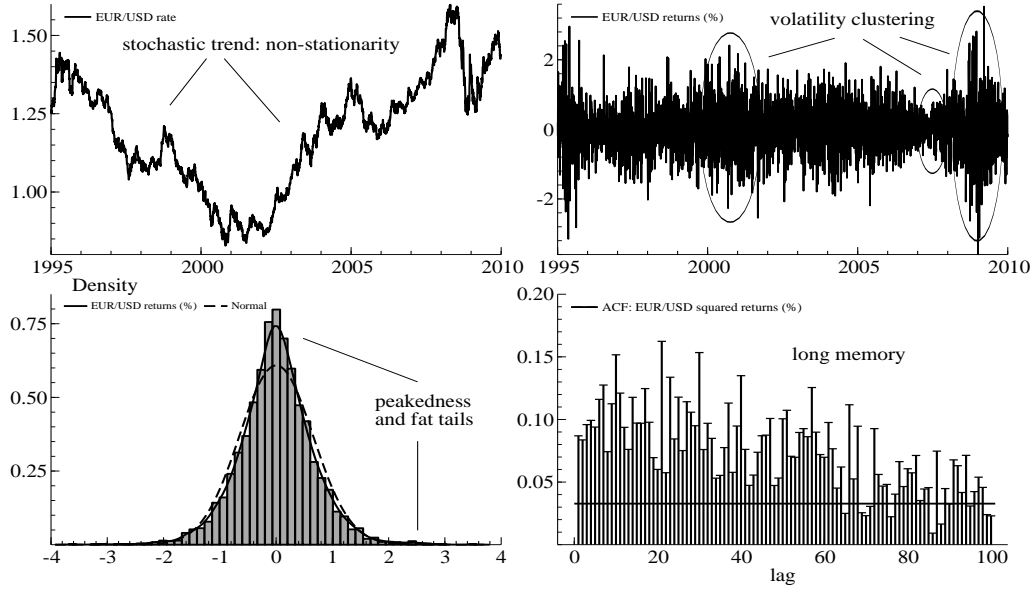 EUR/USD rate
1.50
stochastic trend: non-stationarity
1.25
1.00
1995 2000 2005 2010
EUR/USD returns (%)
volatility clustering
2
0
-2
1995 2000 2005 2010
Density
EUR/USD returns (%) Normal
0.75
peakedness
and fat tails
0.50
0.25
-4 -3 -2 -1 0 1 2 3 4
0.20
ACF: EUR/USD squared returns (%)
long memory
0.15
0.10
0.05
0 20 40 60 80 100
lag